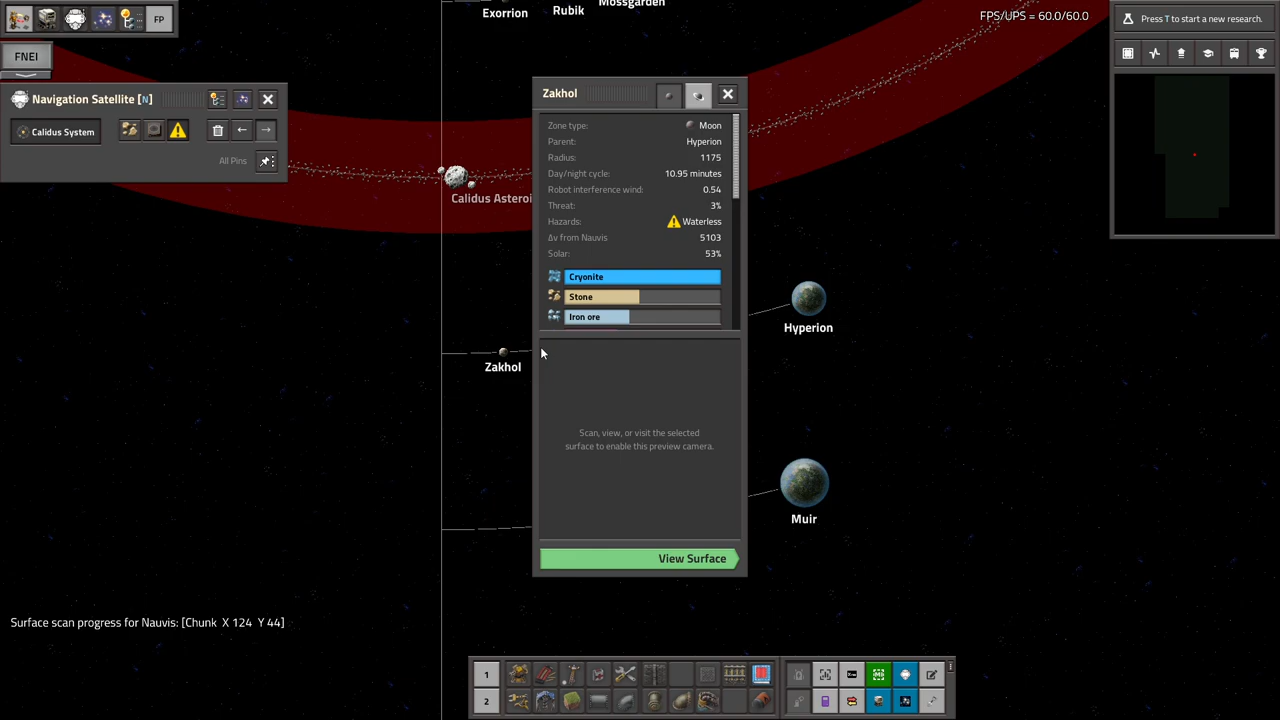 Exorrion
Rubik
Mossgarden
FPS/UPS = 60.0/60.0
FP
Press T to start a new research.
FNEI
Navigation Satellite [N]
Calidus System
All Pins
Calidus Asteroi
Zakhol
Zone type: Moon
Parent: Hyperion
Radius: 1175
Day/night cycle: 10.95 minutes
Robot interference wind: 0.54
Threat: 3%
Hazards: Waterless
Δv from Nauvis 5103
Solar: 53%
Cryonite
Stone
Iron ore
Hyperion
Zakhol
Scan, view, or visit the selected
surface to enable this preview camera.
Muir
View Surface
Surface scan progress for Nauvis: [Chunk X 124 Y 44]
1
2